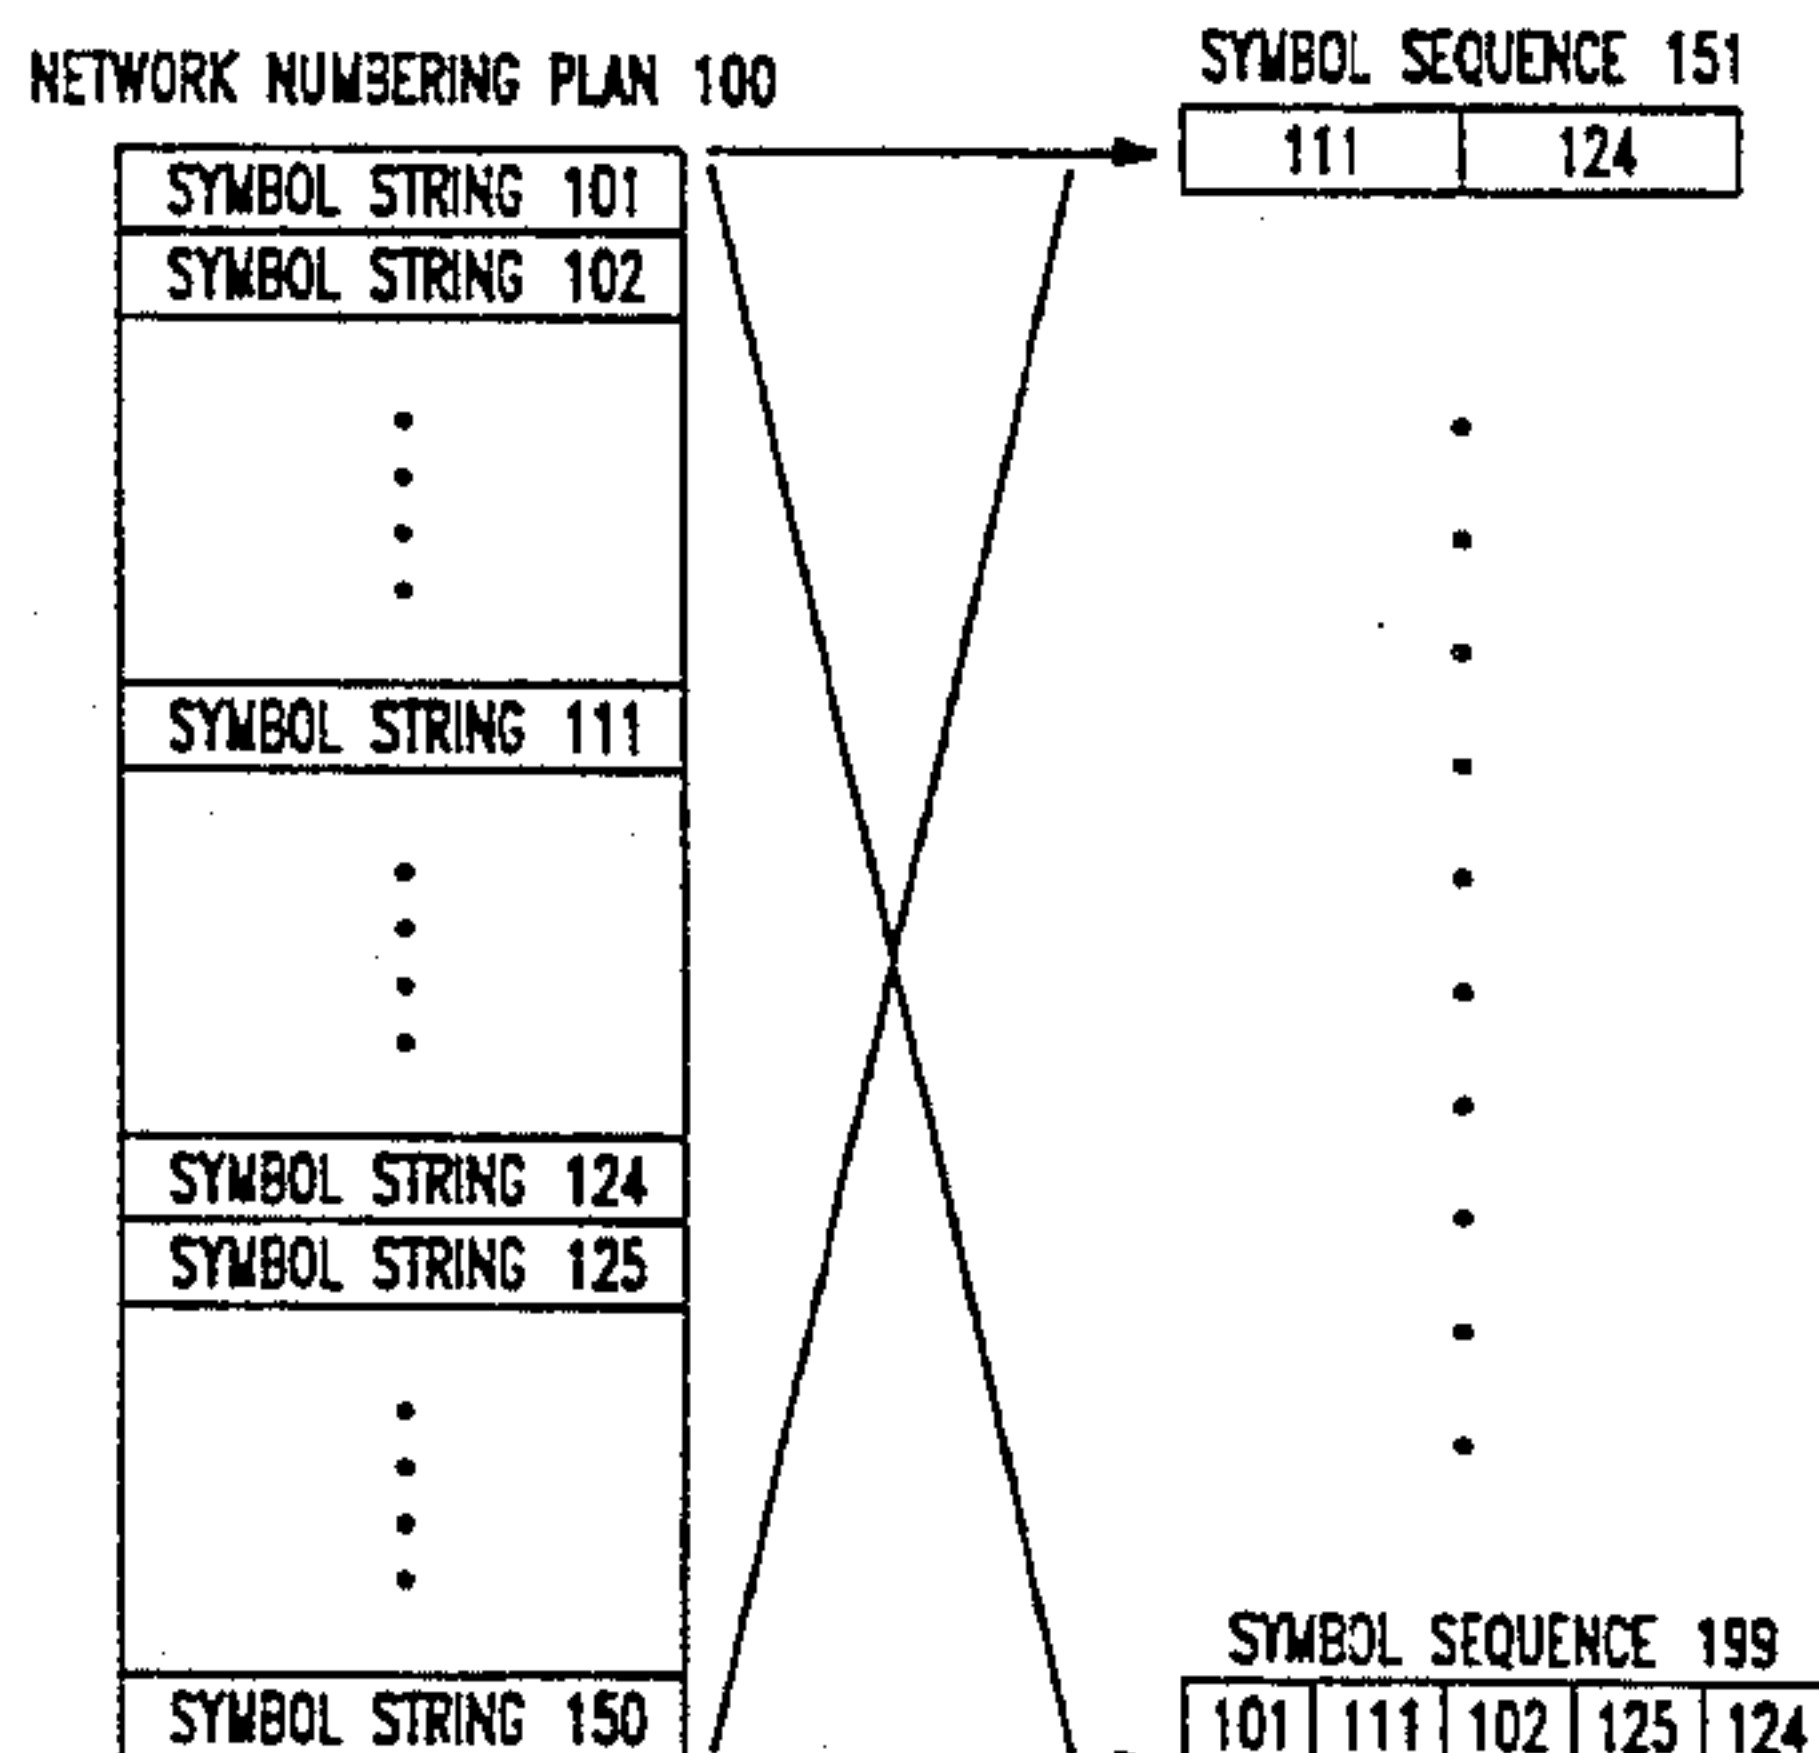 NETWORK NUMBERING PLAN 100
SYMBOL STRING 101
SYMBOL STRING 102
SYMBOL STRING 111
SYMBOL STRING 124
SYMBOL STRING 125
SYMBOL STRING 150
SYMBOL SEQUENCE 151
111 124
SYMBOL SEQUENCE 199
101 111 102 125 124